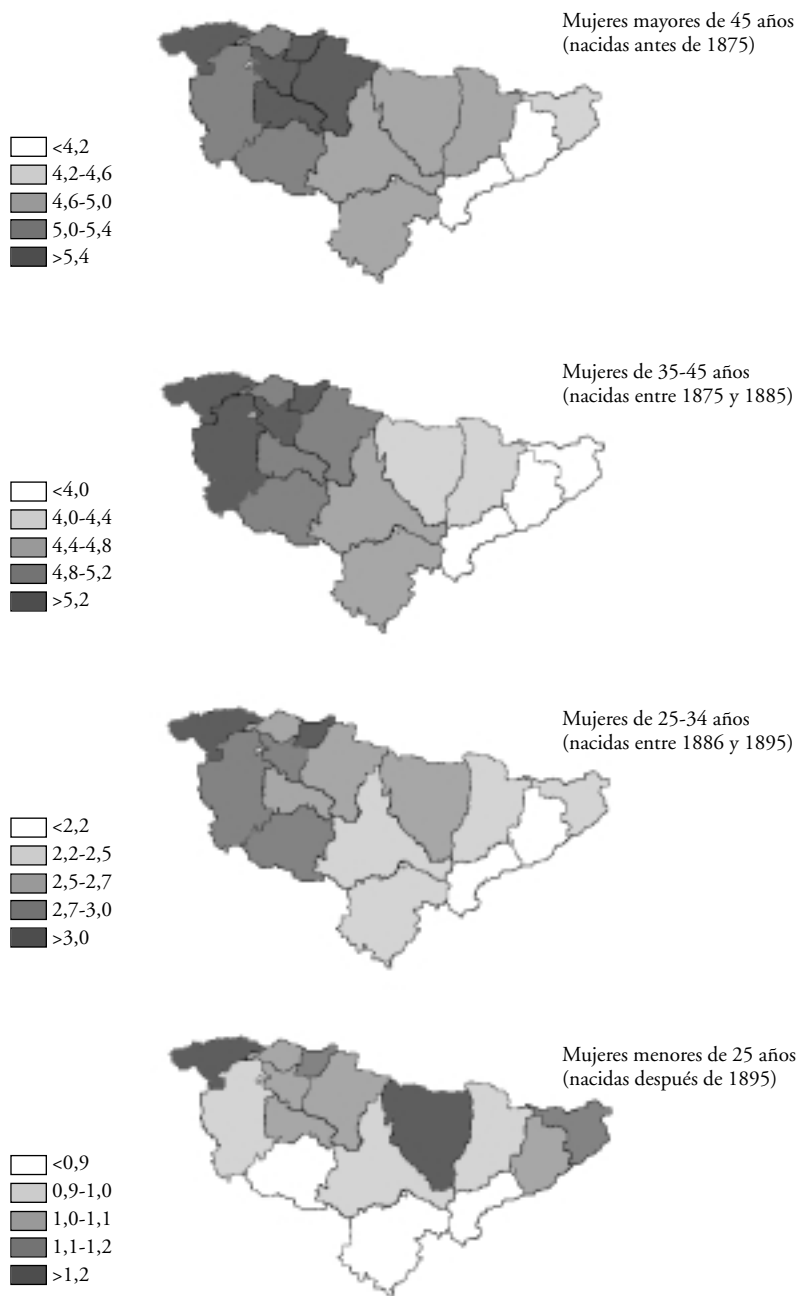 Mujeres mayores de 45 años
(nacidas antes de 1875)
<4,2
4,2-4,6
4,6-5,0
5,0-5,4
>5,4
Mujeres de 35-45 años
(nacidas entre 1875 y 1885)
<4,0
4,0-4,4
4,4-4,8
4,8-5,2
>5,2
Mujeres de 25-34 años
(nacidas entre 1886 y 1895)
<2,2
2,2-2,5
2,5-2,7
2,7-3,0
>3,0
Mujeres menores de 25 años
(nacidas después de 1895)
<0,9
0,9-1,0
1,0-1,1
1,1-1,2
>1,2